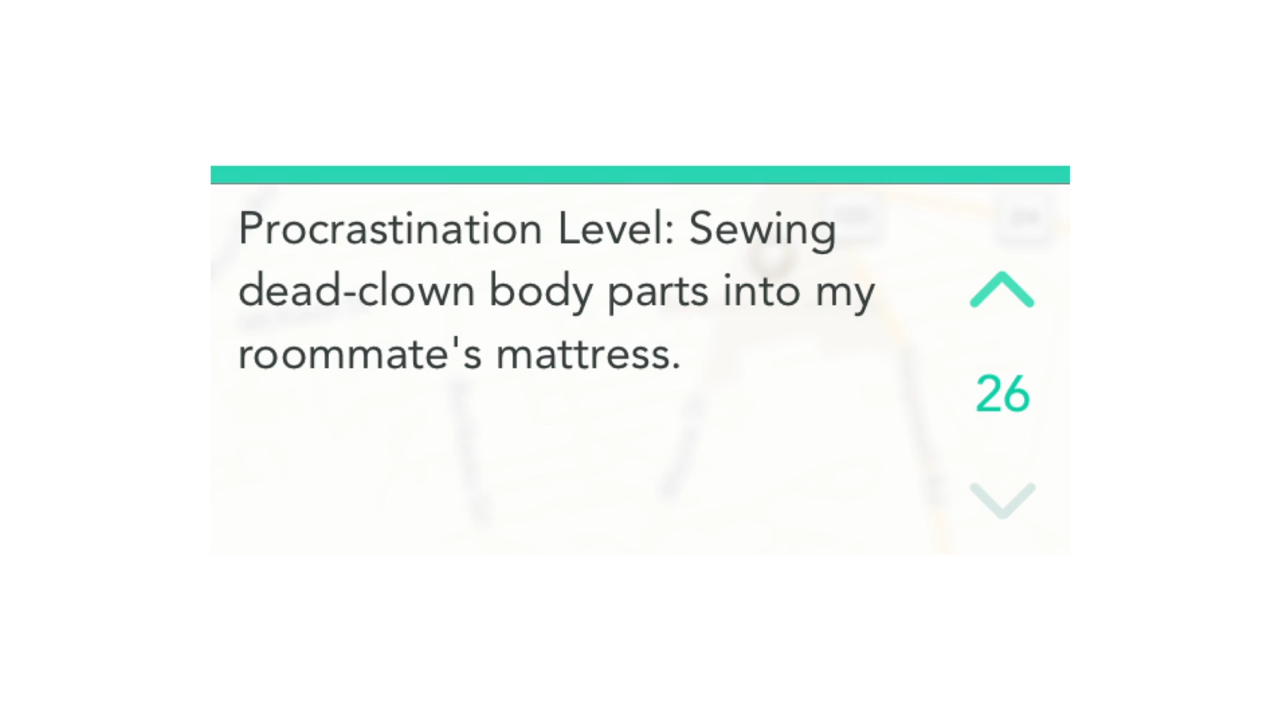 Procrastination Level: Sewing
dead-clown body parts into my
roommate's mattress.
26